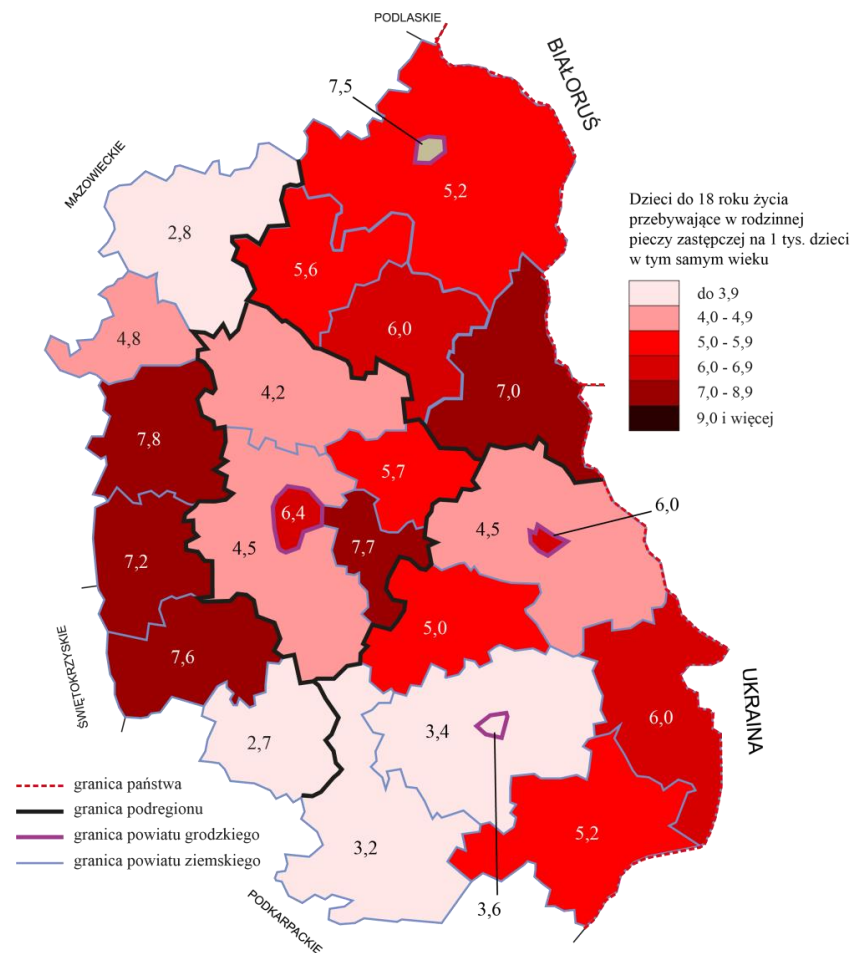 PODLASKIE
BIAŁORUŚ
7,5
MAZOWIECKIE
5,2
2,8
5,6
4,8
6,0
4,2
7,0
7,8
5,7
6,4
6,0
4,5
7,7
4,5
7,2
5,0
ŚWIĘTOKRZYSKIE
7,6
UKRAINA
6,0
3,4
2,7
5,2
3,2
3,6
PODKARPACKIE
Dzieci do 18 roku życia
przebywające w rodzinnej
pieczy zastępczej na 1 tys. dzieci
w tym samym wieku
do 3,9
4,0 - 4,9
5,0 - 5,9
6,0 - 6,9
7,0 - 8,9
9,0 i więcej
granica państwa
granica podregionu
granica powiatu grodzkiego
granica powiatu ziemskiego